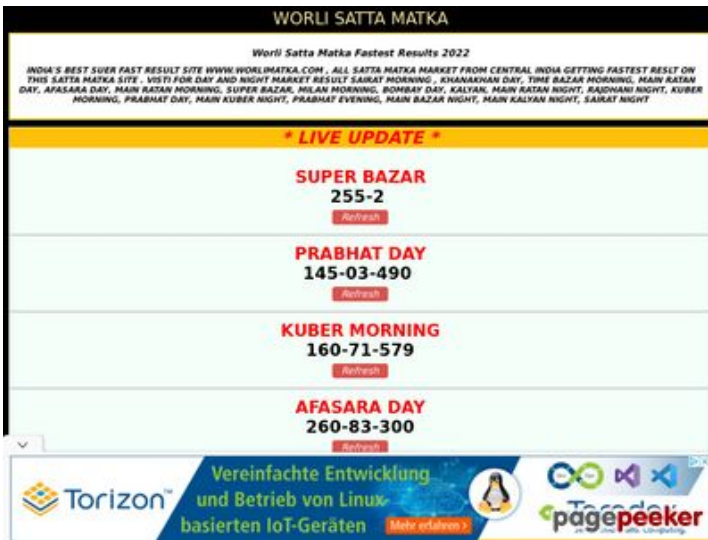 WORLI SATTA MATKA
Worli Satta Matka Fastest Results 2022
INDIA'S BEST SUER FAST RESULT SITE WWW.WORLIMATKA.COM , ALL SATTA MATKA MARKET FROM CENTRAL INDIA GETTING FASTEST RESLT ON
THIS SATTA MATKA SITE . VISTI FOR DAY AND NIGHT MARKET RESULT SAIRAT MORNING , KHANAKHAN DAY, TIME BAZAR MORNING, MAIN RATAN
DAY, AFASARA DAY, MAIN RATAN MORNING, SUPER BAZAR, MILAN MORNING, BOMBAY DAY, KALYAN, MAIN RATAN NIGHT, RAJDHANI NIGHT, KUBER
MORNING, PRABHAT DAY, MAIN KUBER NIGHT, PRABHAT EVENING, MAIN BAZAR NIGHT, MAIN KALYAN NIGHT, SAIRAT NIGHT
* LIVE UPDATE *
SUPER BAZAR
255-2
Refresh
PRABHAT DAY
145-03-490
Refresh
KUBER MORNING
160-71-579
Refresh
AFASARA DAY
260-83-300
Refresh
Torizon™
Vereinfachte Entwicklung
und Betrieb von Linux-
basierten IoT-Geräten
Mehr erfahren >
pagepeeker